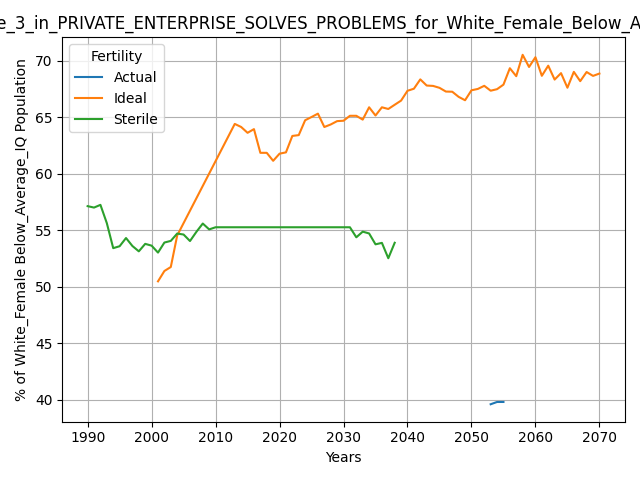 e_3_in_PRIVATE_ENTERPRISE_SOLVES_PROBLEMS_for_White_Female_Below_A
Fertility
Actual
Ideal
Sterile
% of White_Female Below_Average_IQ Population
70
65
60
55
50
45
40
1990 2000 2010 2020 2030 2040 2050 2060 2070
Years